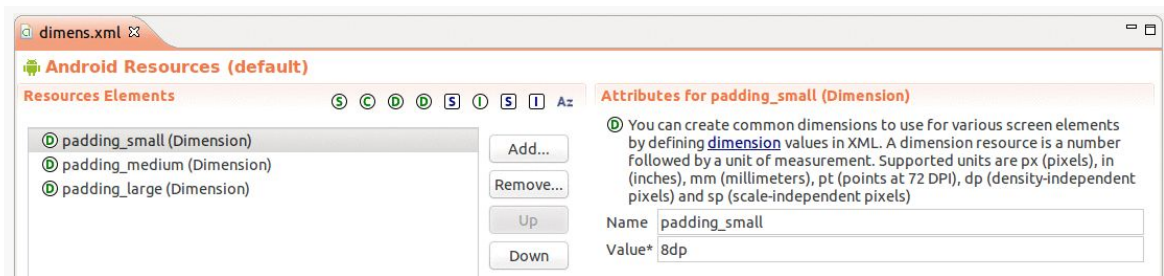 dimens.xml
Android Resources (default)
Resources Elements
S C D D S I S I Az
D padding_small (Dimension)
D padding_medium (Dimension)
D padding_large (Dimension)
Add...
Remove...
Up
Down
Attributes for padding_small (Dimension)
D You can create common dimensions to use for various screen elements
by defining dimension values in XML. A dimension resource is a number
followed by a unit of measurement. Supported units are px (pixels), in
(inches), mm (millimeters), pt (points at 72 DPI), dp (density-independent
pixels) and sp (scale-independent pixels)
Name padding_small
Value* 8dp